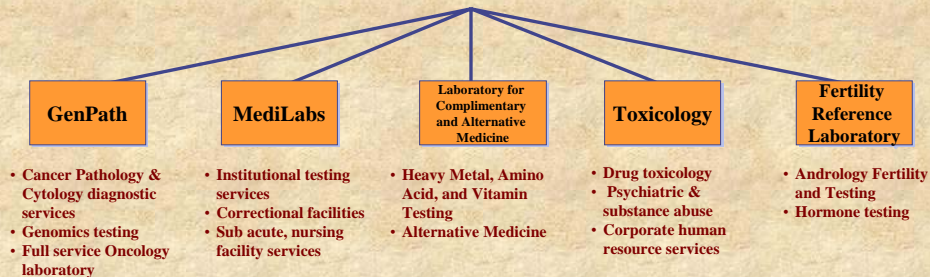 GenPath
• Cancer Pathology &
Cytology diagnostic
services
• Genomics testing
• Full service Oncology
laboratory
MediLabs
• Institutional testing
services
• Correctional facilities
• Sub acute, nursing
facility services
Laboratory for
Complimentary
and Alternative
Medicine
• Heavy Metal, Amino
Acid, and Vitamin
Testing
• Alternative Medicine
Toxicology
• Drug toxicology
• Psychiatric &
substance abuse
• Corporate human
resource services
Fertility
Reference
Laboratory
• Andrology Fertility
and Testing
• Hormone testing